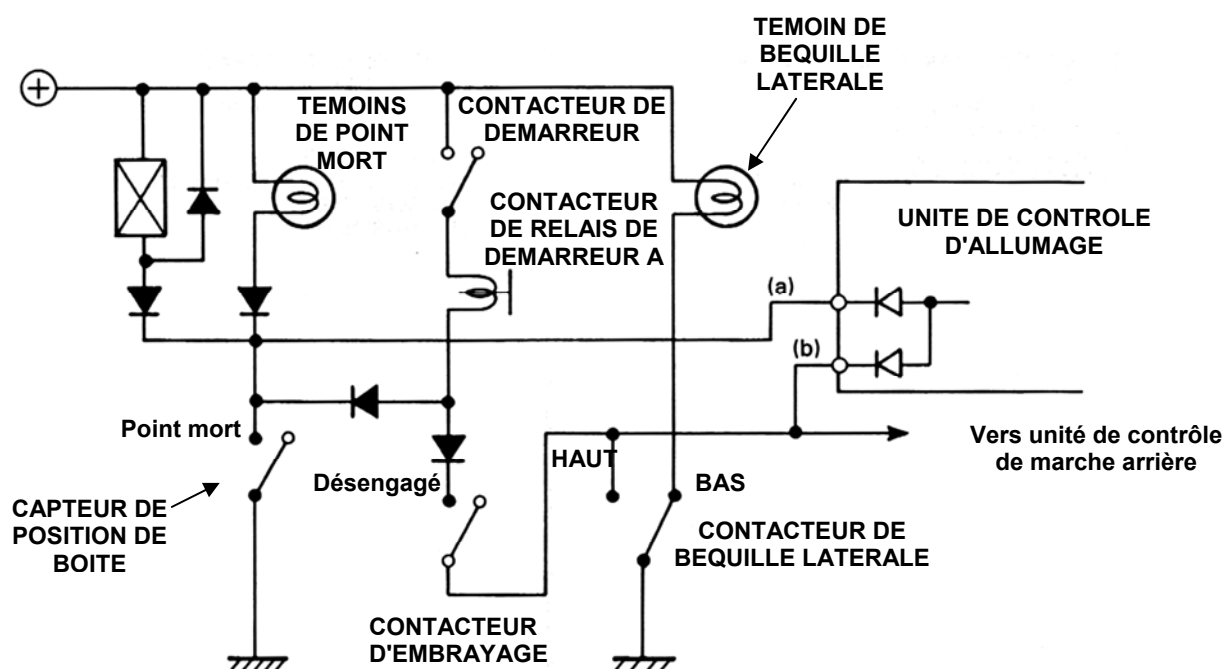 TEMOIN DE
BEQUILLE
LATERALE
+
TEMOINS
DE POINT
MORT
CONTACTEUR DE
DEMARREUR
CONTACTEUR
DE RELAIS DE
DEMARREUR A
UNITE DE CONTROLE
D'ALLUMAGE
(a)
(b)
Point mort
Désengagé
HAUT
BAS
Vers unité de contrôle
de marche arrière
CAPTEUR DE
POSITION DE
BOITE
CONTACTEUR DE
BEQUILLE LATERALE
CONTACTEUR
D'EMBRAYAGE